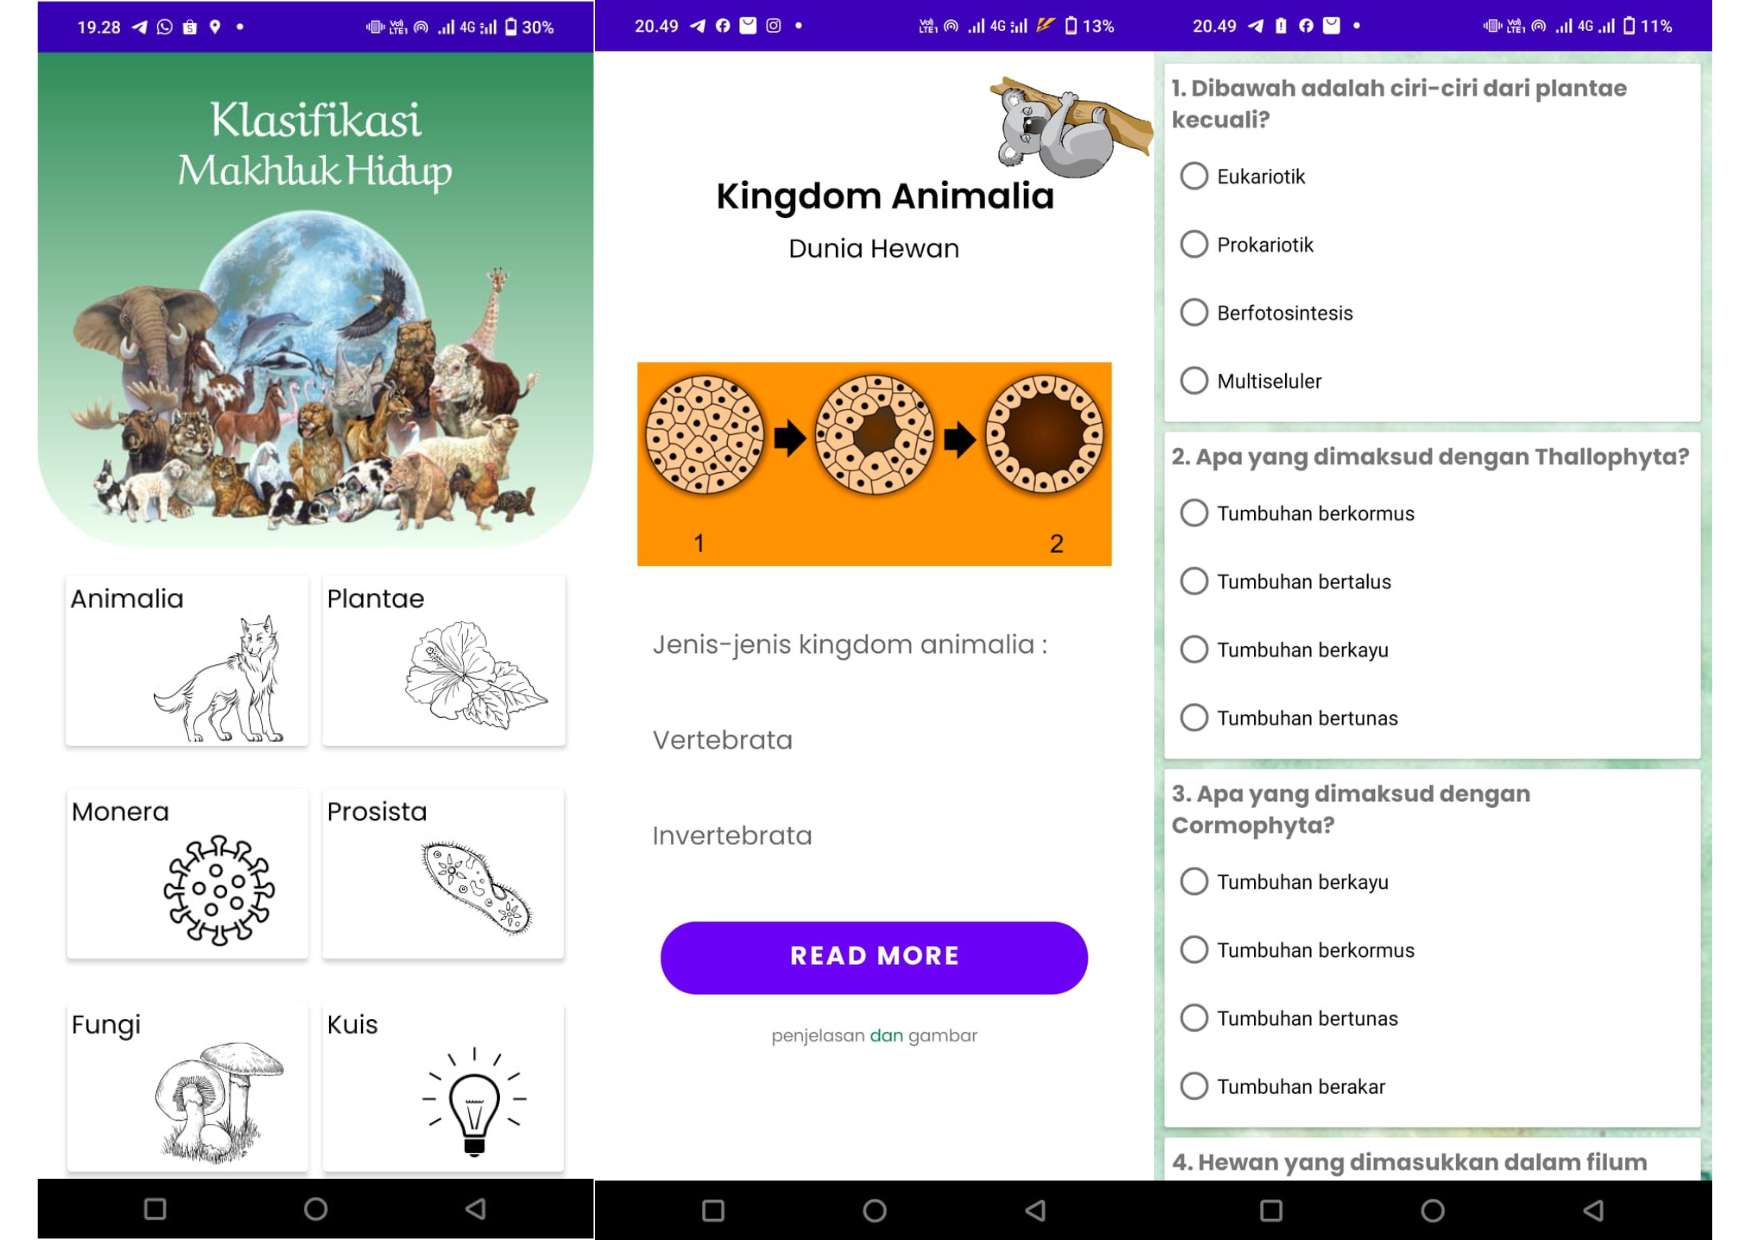 19.28
4G
30%
Klasifikasi
Makhluk Hidup
Animalia
Plantae
Monera
Prosista
Fungi
Kuis
20.49
4G
13%
Kingdom Animalia
Dunia Hewan
1
2
Jenis-jenis kingdom animalia :
Vertebrata
Invertebrata
READ MORE
penjelasan dan gambar
20.49
4G
11%
1. Dibawah adalah ciri-ciri dari plantae
kecuali?
Eukariotik
Prokariotik
Berfotosintesis
Multiseluler
2. Apa yang dimaksud dengan Thallophyta?
Tumbuhan berkormus
Tumbuhan bertalus
Tumbuhan berkayu
Tumbuhan bertunas
3. Apa yang dimaksud dengan
Cormophyta?
Tumbuhan berkayu
Tumbuhan berkormus
Tumbuhan bertunas
Tumbuhan berakar
4. Hewan yang dimasukkan dalam filum